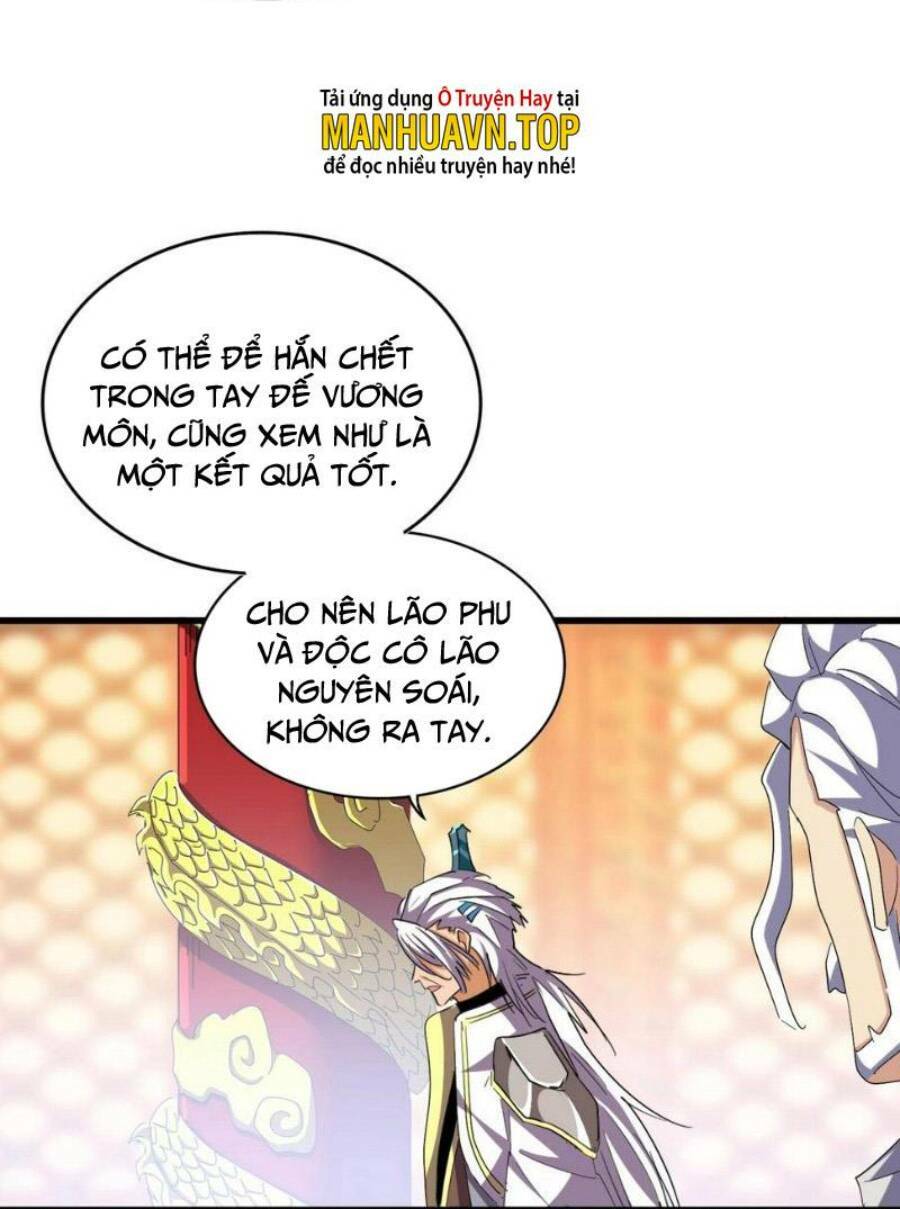 Tải ứng dụng Ô Truyện Hay tại
MANHUAVN.TOP
để đọc nhiều truyện hay nhé!
CÓ THỂ ĐỂ HẮN CHẾT
TRONG TAY ĐẾ VƯƠNG
MÔN, CŨNG XEM NHƯ LÀ
MỘT KẾT QUẢ TỐT.
CHO NÊN LÃO PHU
VÀ ĐỘC CÔ LÃO
NGUYÊN SOÁI,
KHÔNG RA TAY.